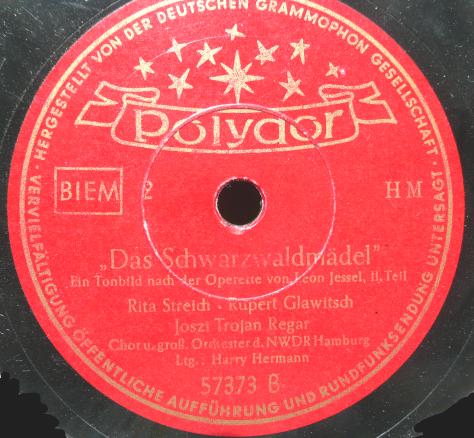 HERGESTELLT VON DER DEUTSCHEN GRAMMOPHON GESELLSCHAFT · VERVIELFÄLTIGUNG ÖFFENTLICHE AUFFÜHRUNG UND RUNDFUNKSENDUNG UNTERSAGT ·
Polydor
BIEM 2 HM
„Das Schwarzwaldmädel"
Ein Tonbild nach der Operette von Leon Jessel, II. Teil
Rita Streich - Rupert Glawitsch
Joszi Trojan Regar
Chor u. groß. Orchester d. NWDR Hamburg
Ltg.: Harry Hermann
57373 B